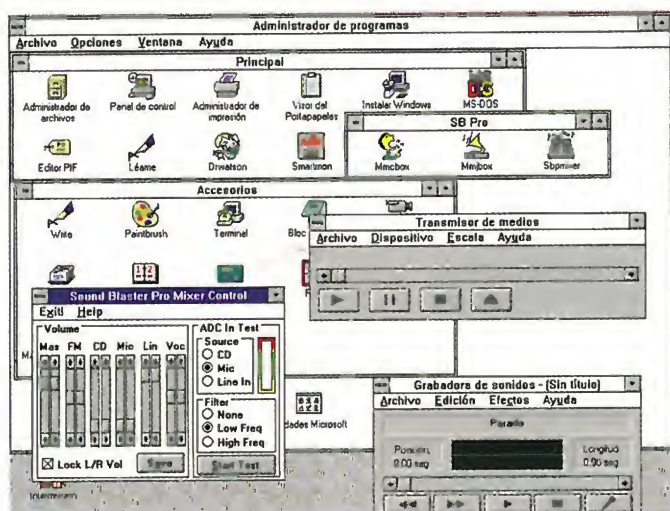 Administrador de programas
Archivo Opciones Ventana Ayuda
Principal
Administrador de archivos
Panel de control
Administrador de impresión
Visor del Portapapeles
Instalar Windows
MS-DOS
Editor PIF
Léame
Drwatson
Smartmon
SB Pro
Mmcbox
Mmjbox
Sbpmixer
Accesorios
Write
Paintbrush
Terminal
Bloc
Transmisor de medios
Archivo Dispositivo Escala Ayuda
Sound Blaster Pro Mixer Control
Exit! Help
Volume
Mas FM CD Mic Lin Voc
Lock L/R Vol
Save
ADC In Test
Source
CD
Mic
Line In
Filter
None
Low Freq
High Freq
Start Test
dades Microsoft
Grabadora de sonidos - (Sin título)
Archivo Edición Efectos Ayuda
Parado
Posición:
0.00 seg
Longitud
0.00 seg